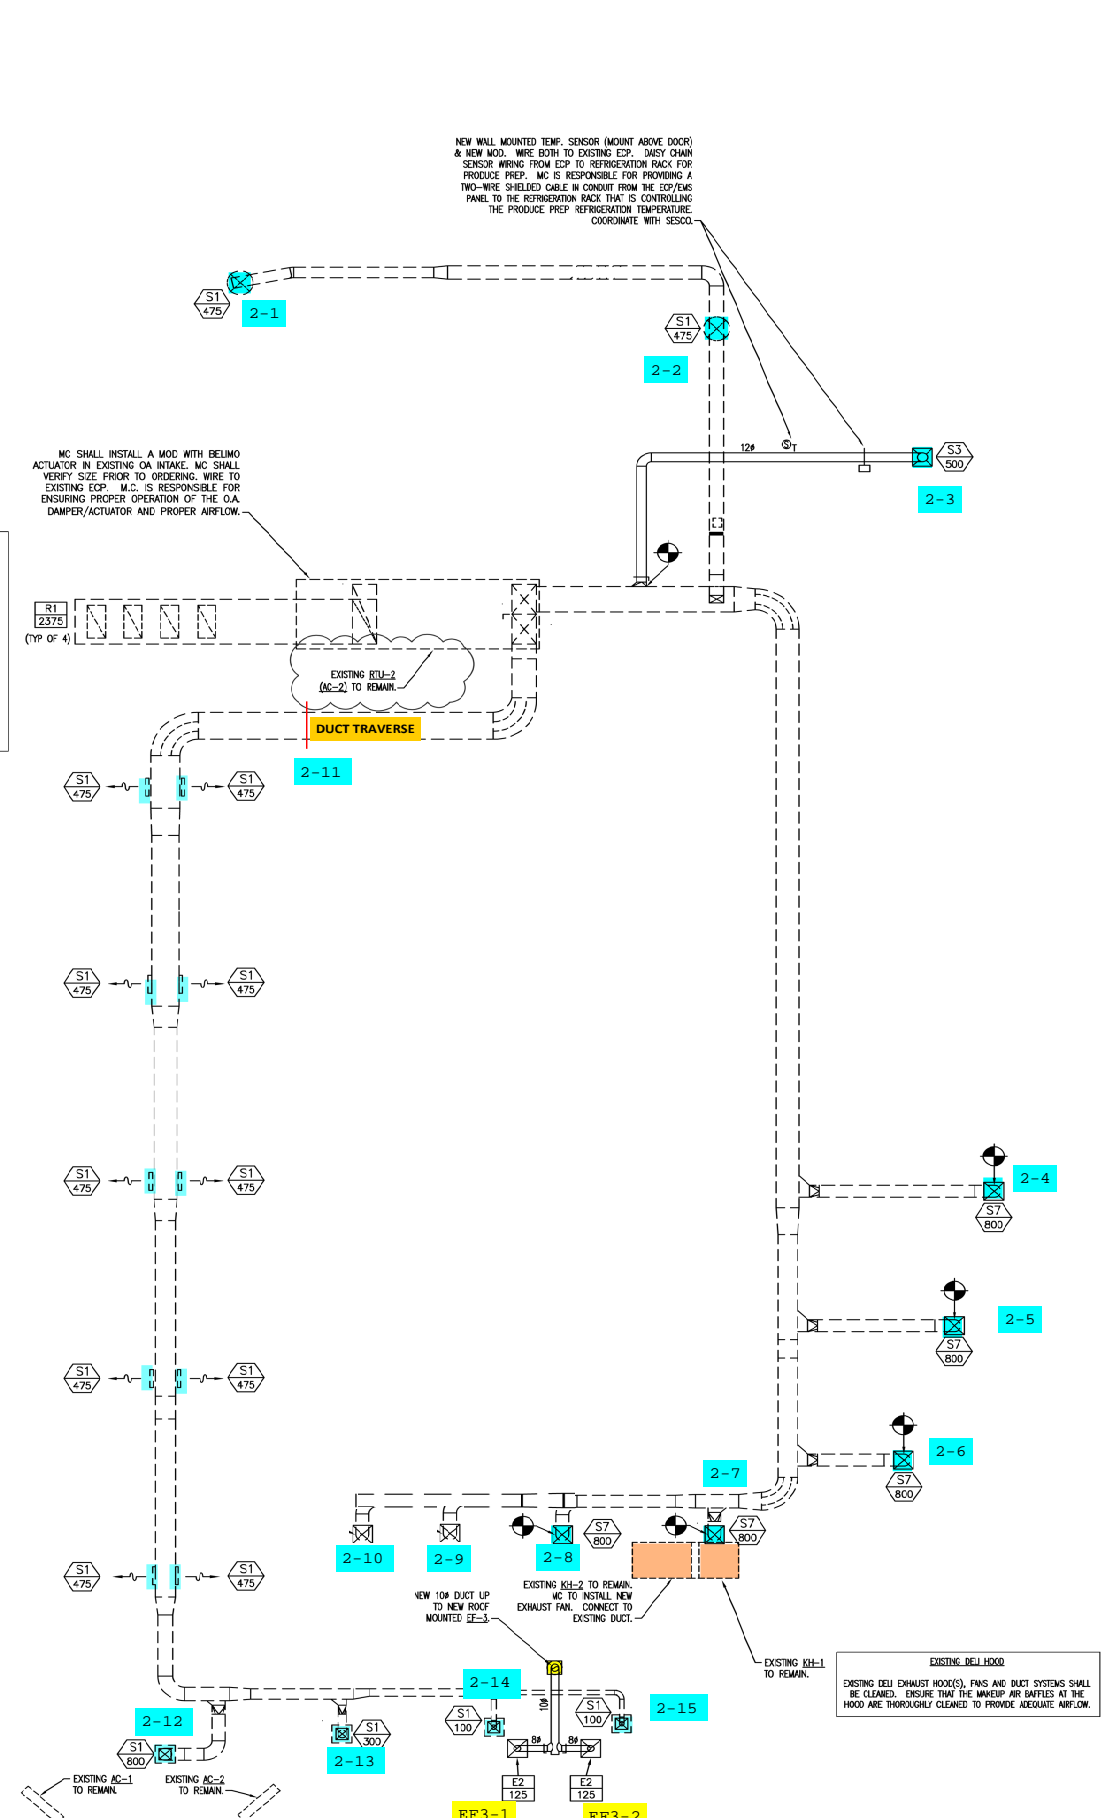 NEW WALL MOUNTED TEMP. SENSOR (MOUNT ABOVE DOOR)
& NEW MOD. WIRE BOTH TO EXISTING ECP. DAISY CHAIN
SENSOR WIRING FROM ECP TO REFRIGERATION RACK FOR
PRODUCE PREP. MC IS RESPONSIBLE FOR PROVIDING A
TWO-WIRE SHIELDED CABLE IN CONDUIT FROM THE ECP/EMS
PANEL TO THE REFRIGERATION RACK THAT IS CONTROLLING
THE PRODUCE PREP REFRIGERATION TEMPERATURE.
COORDINATE WITH SESCO.
S1
475
2-1
S1
475
2-2
12ø
S T
S3
500
2-3
MC SHALL INSTALL A MOD WITH BELIMO
ACTUATOR IN EXISTING OA INTAKE. MC SHALL
VERIFY SIZE PRIOR TO ORDERING. WIRE TO
EXISTING ECP. M.C. IS RESPONSIBLE FOR
ENSURING PROPER OPERATION OF THE O.A.
DAMPER/ACTUATOR AND PROPER AIRFLOW.
R1
2375
(TYP OF 4)
EXISTING RTU-2
(AC-2) TO REMAIN.
DUCT TRAVERSE
2-11
S1
475
S1
475
S1
475
S1
475
S1
475
S1
475
2-4
S7
800
2-5
S7
800
S1
475
S1
475
2-6
S7
800
2-7
S7
800
S7
800
2-10
2-9
2-8
S1
475
S1
475
EXISTING KH-2 TO REMAIN.
MC TO INSTALL NEW
EXHAUST FAN. CONNECT TO
EXISTING DUCT.
NEW 10ø DUCT UP
TO NEW ROOF
MOUNTED EF-3.
EXISTING KH-1
TO REMAIN.
EXISTING DELI HOOD
EXISTING DELI EXHAUST HOOD(S), FANS AND DUCT SYSTEMS SHALL
BE CLEANED. ENSURE THAT THE MAKEUP AIR BAFFLES AT THE
HOOD ARE THOROUGHLY CLEANED TO PROVIDE ADEQUATE AIRFLOW.
2-14
10ø
2-15
S1
100
S1
100
2-12
S1
800
S1
300
2-13
8ø
8ø
E2
125
E2
125
EXISTING AC-1
TO REMAIN.
EXISTING AC-2
TO REMAIN.
EF3-1
EF3-2